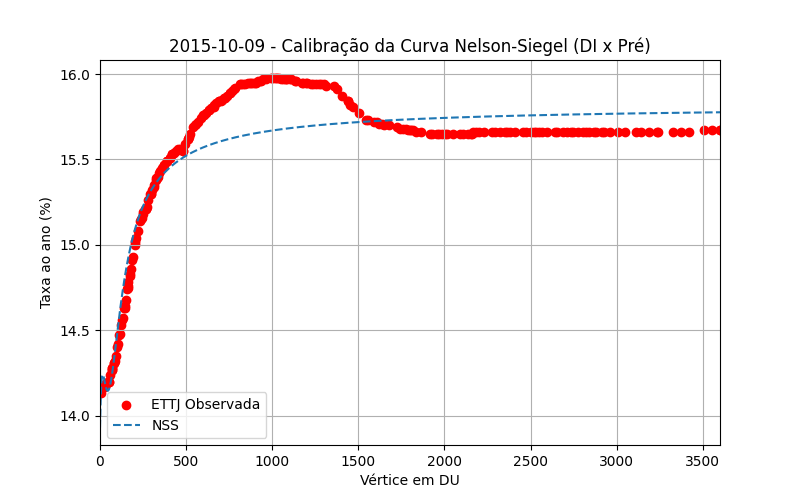 2015-10-09 - Calibração da Curva Nelson-Siegel (DI x Pré)
16.0
15.5
15.0
14.5
14.0
Taxa ao ano (%)
ETTJ Observada
NSS
0 500 1000 1500 2000 2500 3000 3500
Vértice em DU